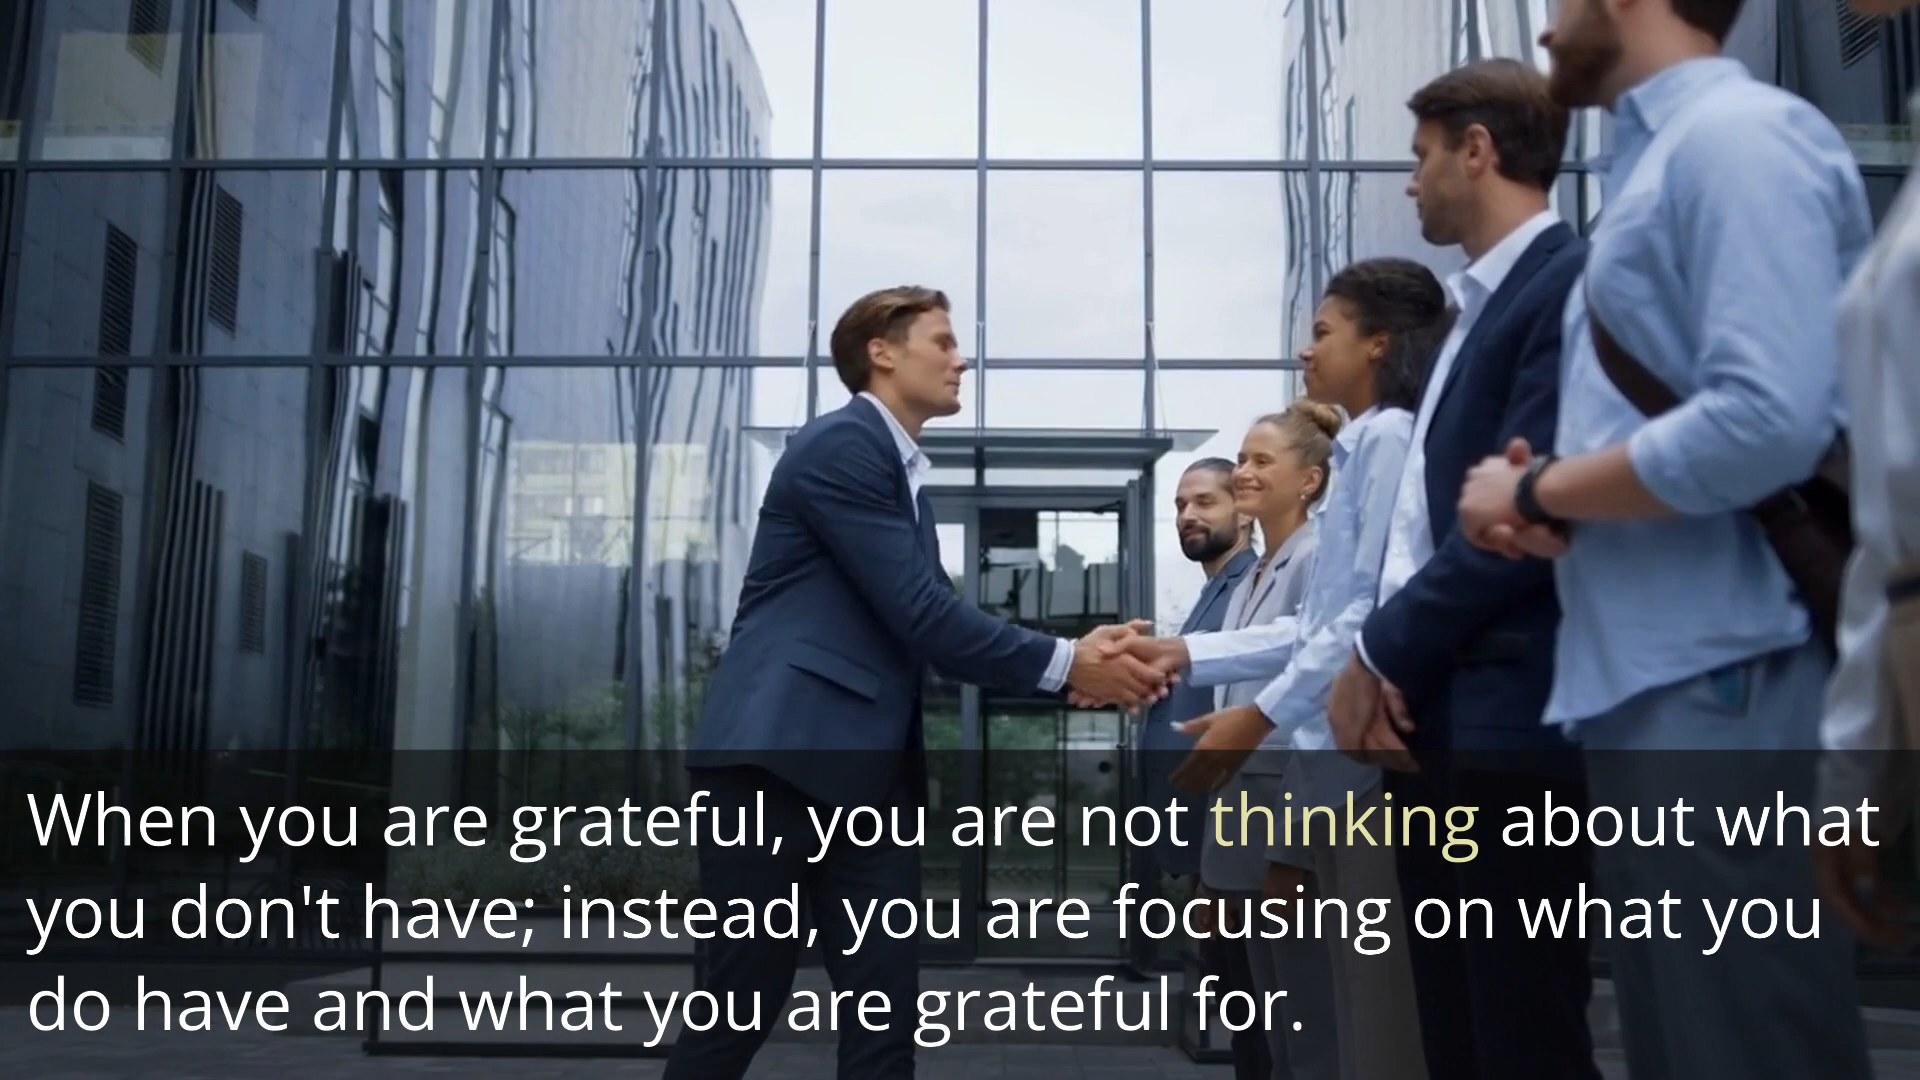 When you are grateful, you are not thinking about what
you don't have; instead, you are focusing on what you
do have and what you are grateful for.